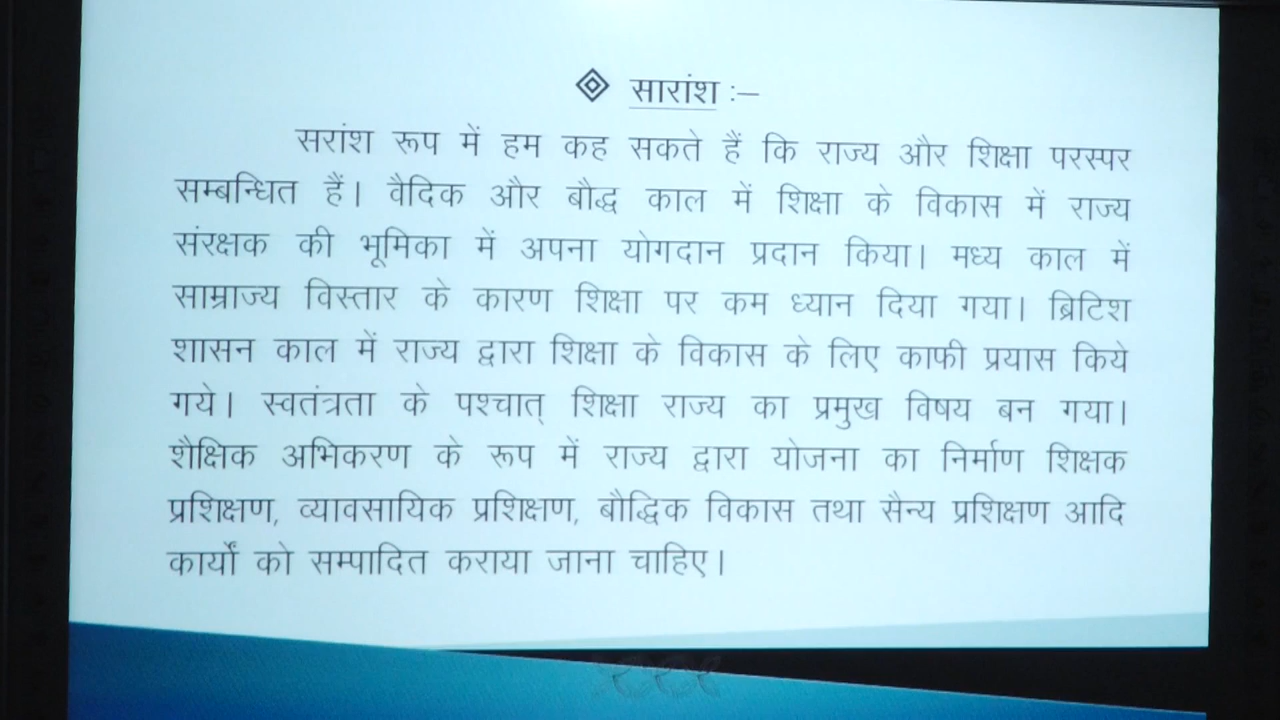 सारांश :–
सरांश रूप में हम कह सकते हैं कि राज्य और शिक्षा परस्पर
सम्बन्धित हैं। वैदिक और बौद्ध काल में शिक्षा के विकास में राज्य
संरक्षक की भूमिका में अपना योगदान प्रदान किया। मध्य काल में
साम्राज्य विस्तार के कारण शिक्षा पर कम ध्यान दिया गया। ब्रिटिश
शासन काल में राज्य द्वारा शिक्षा के विकास के लिए काफी प्रयास किये
गये। स्वतंत्रता के पश्चात् शिक्षा राज्य का प्रमुख विषय बन गया।
शैक्षिक अभिकरण के रूप में राज्य द्वारा योजना का निर्माण शिक्षक
प्रशिक्षण, व्यावसायिक प्रशिक्षण, बौद्धिक विकास तथा सैन्य प्रशिक्षण आदि
कार्यों को सम्पादित कराया जाना चाहिए।